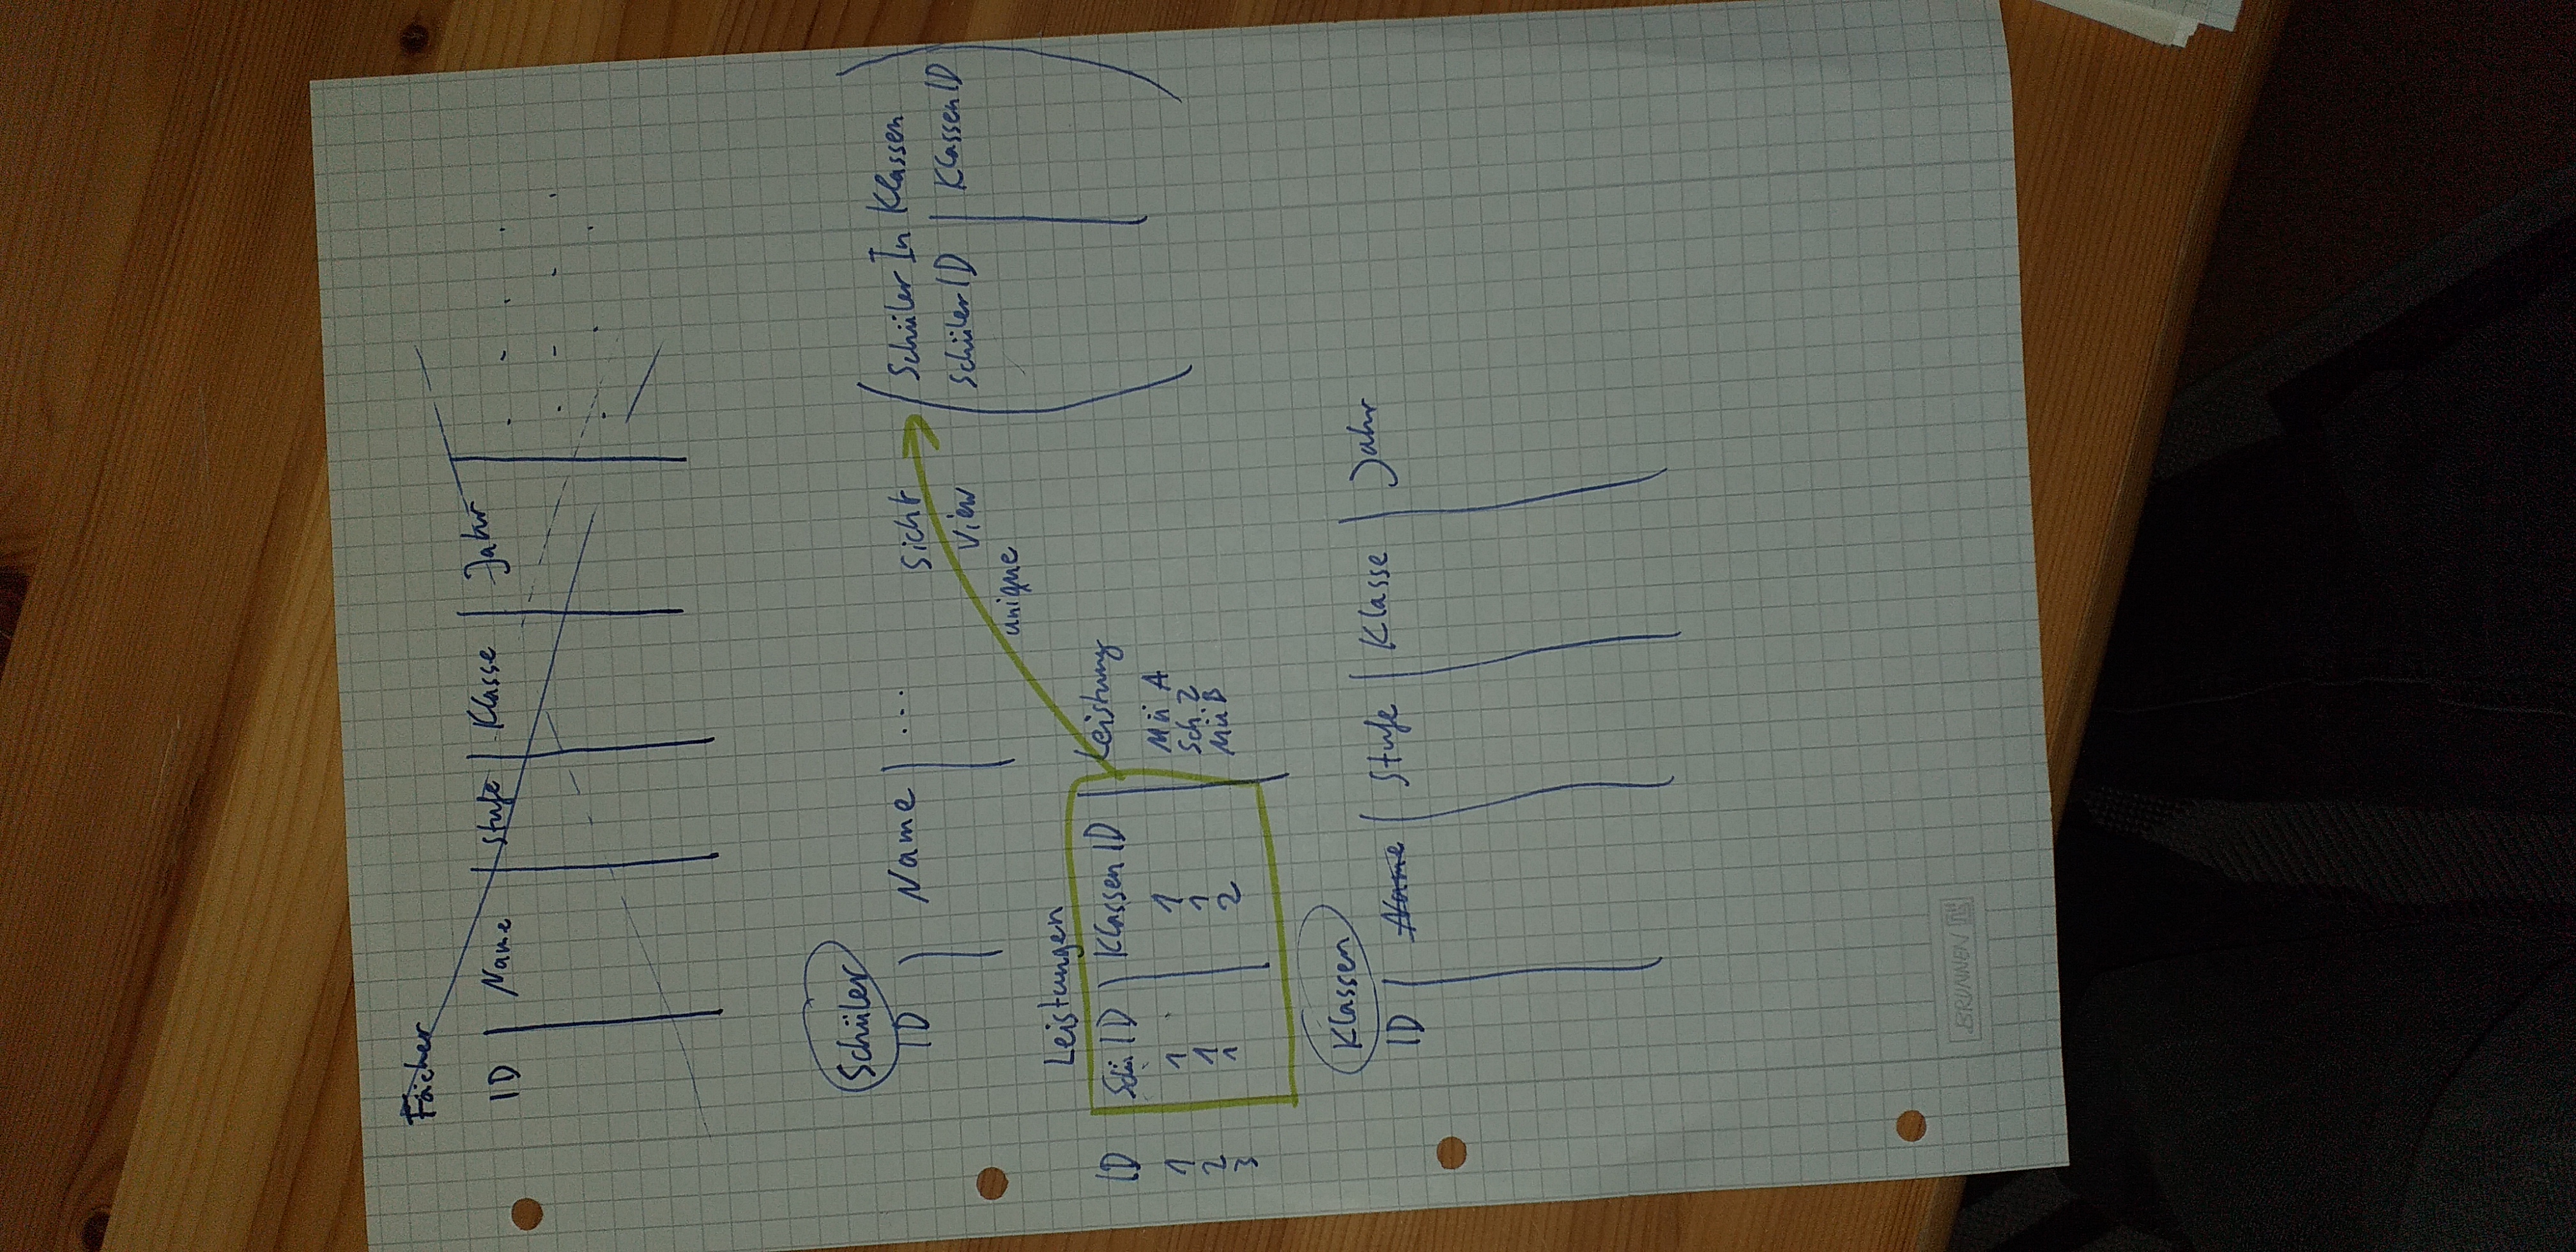 Fächer
ID Name Stufe Klasse Jahr
Schüler
ID Name ...
Sicht
View
unique
Schüler In Klassen
Schüler ID Klassen ID
Leistungen
ID Schü ID Klassen ID Leistung
1 1 1 Mü A
2 1 1 Sch 2
3 1 2 Mü B
Klassen
ID Name Stufe Klasse Jahr
BRUNNEN